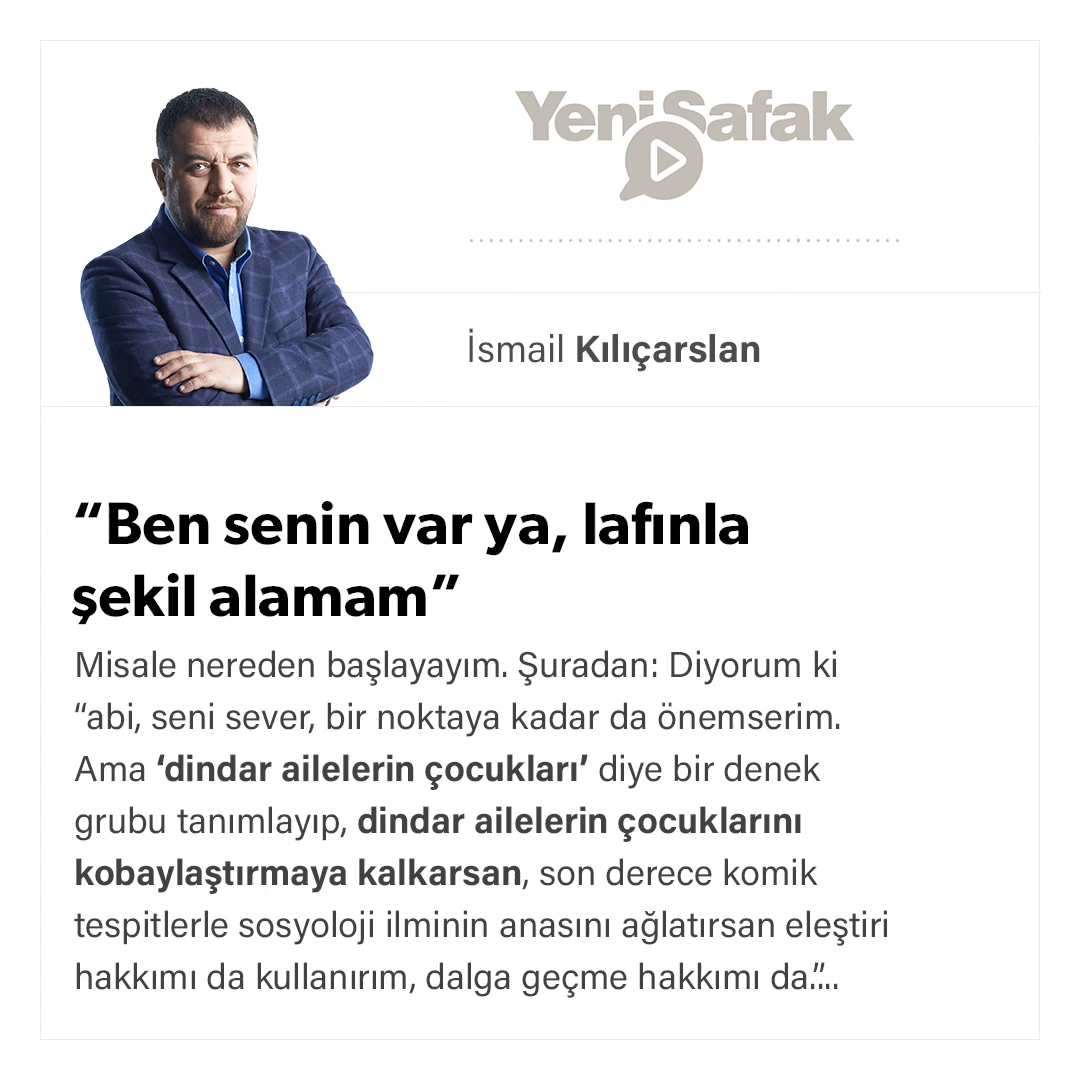 YeniSafak
İsmail Kılıçarslan
“Ben senin var ya, lafınla
şekil alamam”
Misale nereden başlayayım. Şuradan: Diyorum ki
“abi, seni sever, bir noktaya kadar da önemserim.
Ama ‘dindar ailelerin çocukları’ diye bir denek
grubu tanımlayıp, dindar ailelerin çocuklarını
kobaylaştırmaya kalkarsan, son derece komik
tespitlerle sosyoloji ilminin anasını ağlatırsan eleştiri
hakkımı da kullanırım, dalga geçme hakkımı da.”...